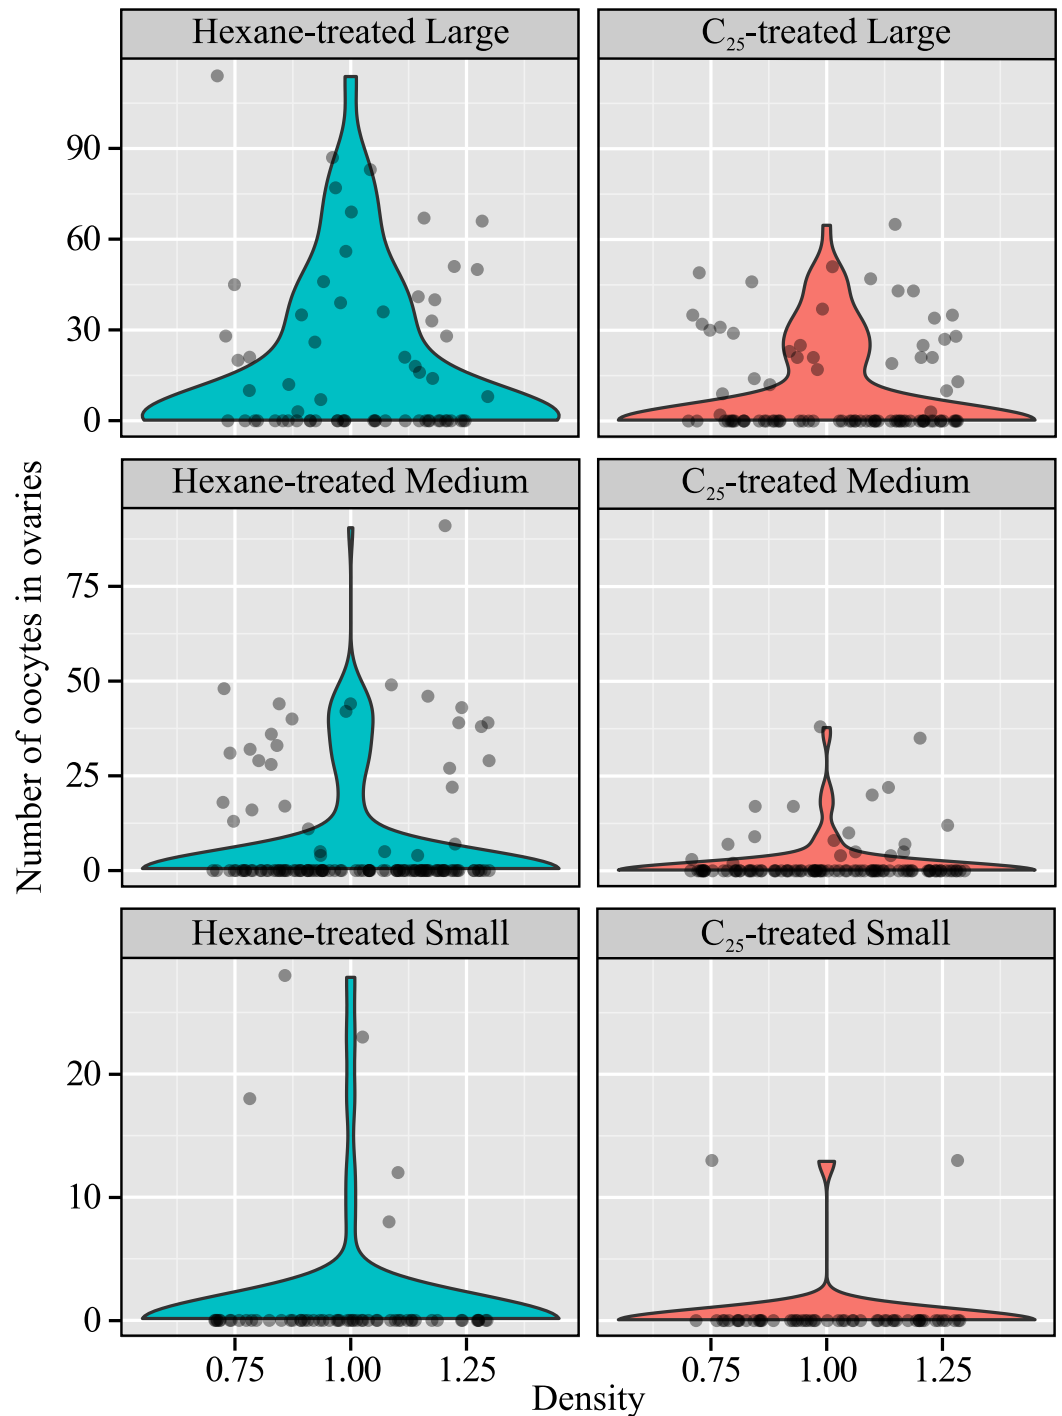 Hexane-treated Large
C₂₅-treated Large
90
60
30
0
Hexane-treated Medium
C₂₅-treated Medium
Number of oocytes in ovaries
75
50
25
0
Hexane-treated Small
C₂₅-treated Small
20
10
0
0.75 1.00 1.25
0.75 1.00 1.25
Density